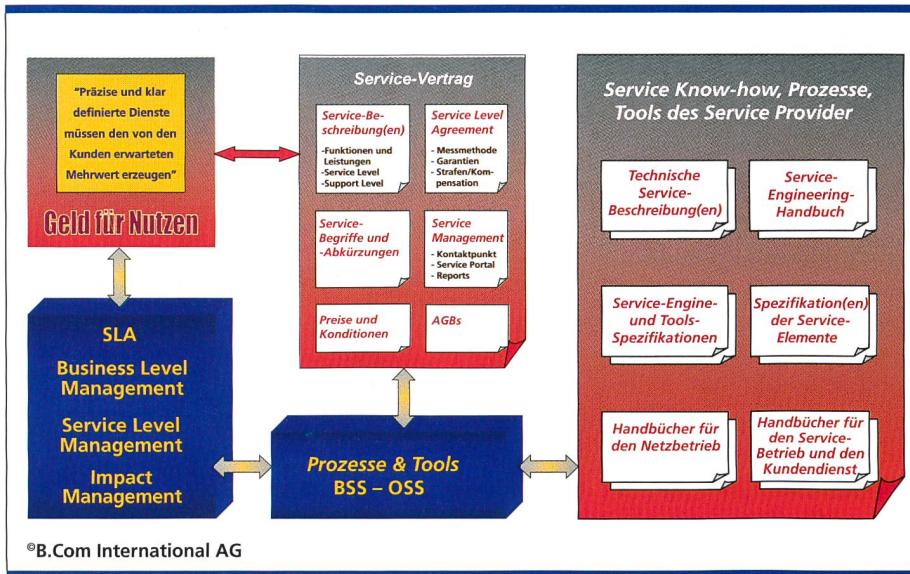 "Präzise und klar
definierte Dienste
müssen den von den
Kunden erwarteten
Mehrwert erzeugen"
Geld für Nutzen
SLA
Business Level
Management
Service Level
Management
Impact
Management
Service-Vertrag
Service-Be-
schreibung(en)
-Funktionen und
Leistungen
-Service Level
-Support Level
Service Level
Agreement
- Messmethode
- Garantien
- Strafen/Kom-
pensation
Service-
Begriffe und
-Abkürzungen
Service
Management
- Kontaktpunkt
- Service Portal
- Reports
Preise und
Konditionen
AGBs
Prozesse & Tools
BSS – OSS
Service Know-how, Prozesse,
Tools des Service Provider
Technische
Service-
Beschreibung(en)
Service-
Engineering-
Handbuch
Service-Engine-
und Tools-
Spezifikationen
Spezifikation(en)
der Service-
Elemente
Handbücher für
den Netzbetrieb
Handbücher für
den Service-
Betrieb und den
Kundendienst
©B.Com International AG